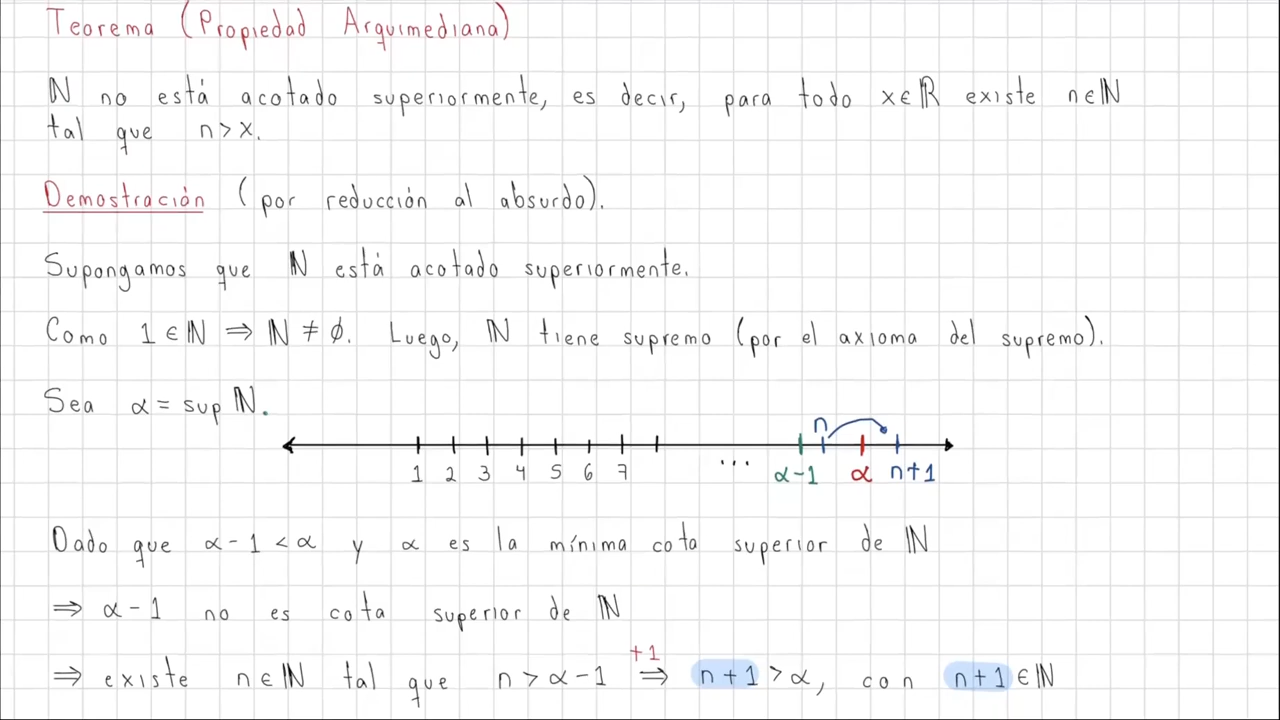 Teorema (Propiedad Arquimediana)
ℕ no está acotado superiormente, es decir, para todo x∈ℝ existe n∈ℕ
tal que n>x.
Demostración (por reducción al absurdo).
Supongamos que ℕ está acotado superiormente.
Como 1∈ℕ ⇒ ℕ ≠ ∅. Luego, ℕ tiene supremo (por el axioma del supremo).
Sea α = sup ℕ.
n
1 2 3 4 5 6 7 ... α-1 α n+1
Dado que α-1 < α y α es la mínima cota superior de ℕ
⇒ α-1 no es cota superior de ℕ
+1
⇒ existe n∈ℕ tal que n > α-1 ⇒ n+1 > α, con n+1 ∈ℕ